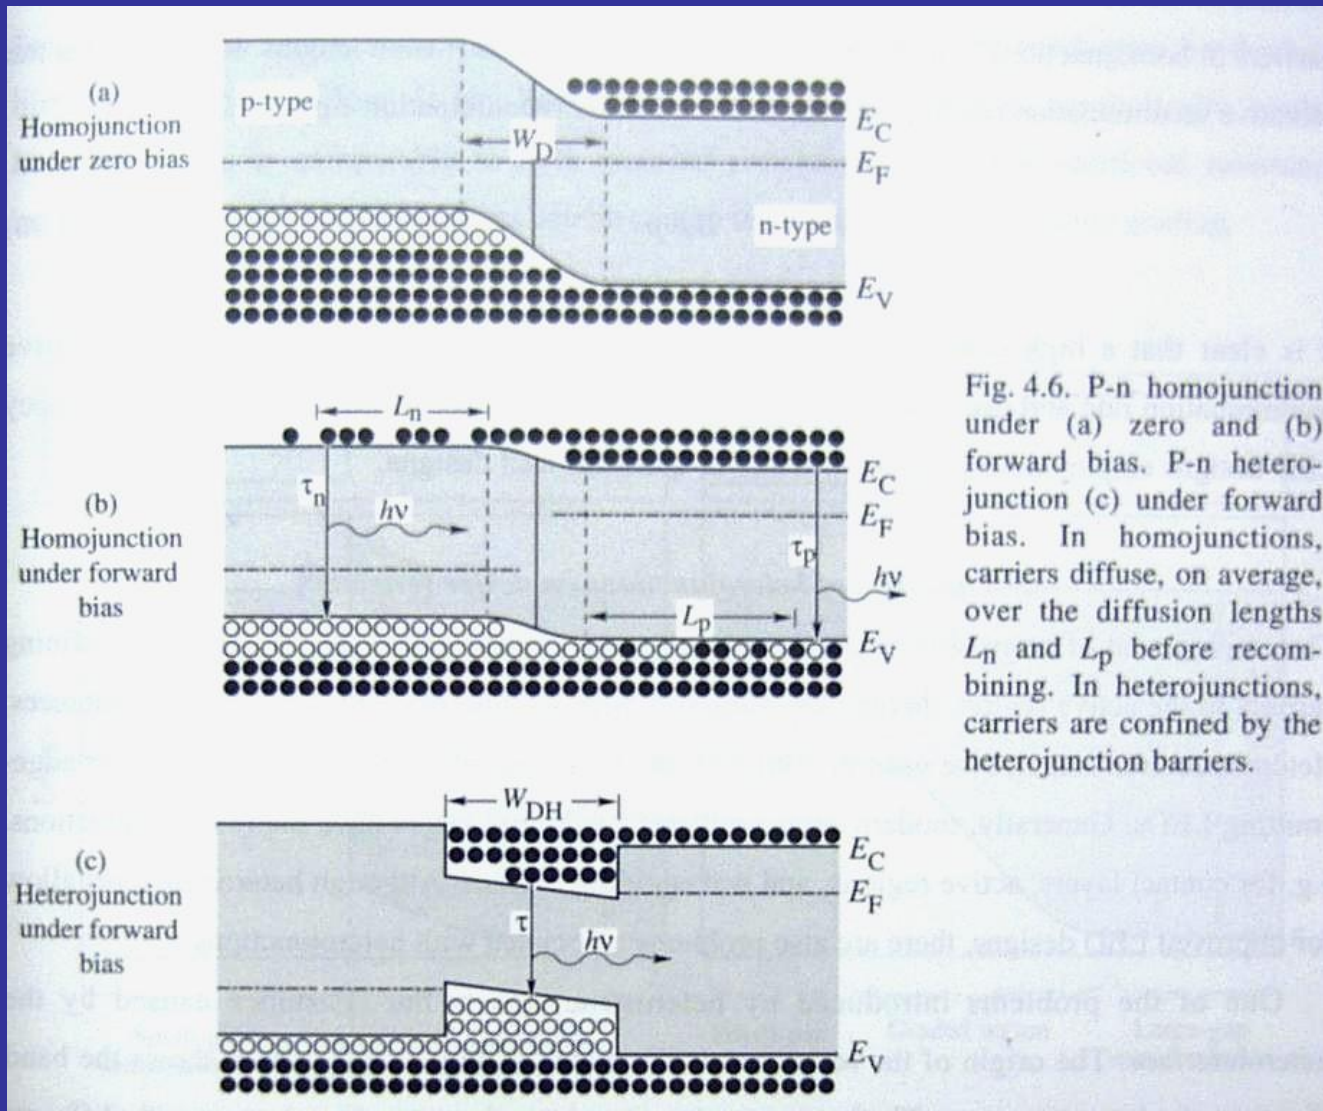 (a)
Homojunction
under zero bias
p-type
W_D
E_C
E_F
n-type
E_V
(b)
Homojunction
under forward
bias
L_n
τ_n
hν
E_C
E_F
τ_p
hν
L_p
E_V
(c)
Heterojunction
under forward
bias
W_DH
E_C
E_F
τ
hν
E_V
Fig. 4.6. P-n homojunction
under (a) zero and (b)
forward bias. P-n hetero-
junction (c) under forward
bias. In homojunctions,
carriers diffuse, on average,
over the diffusion lengths
L_n and L_p before recom-
bining. In heterojunctions,
carriers are confined by the
heterojunction barriers.